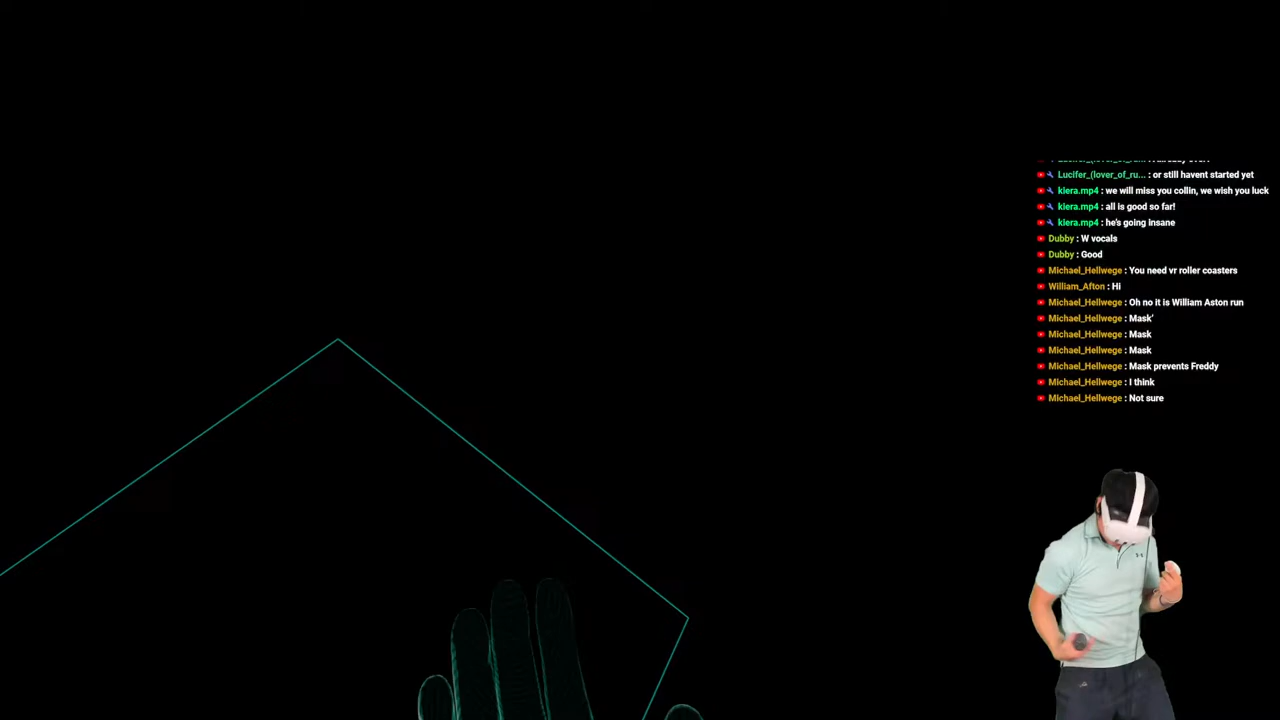 Lucifer_(lover_of_ru... : or still havent started yet
kiera.mp4 : we will miss you collin, we wish you luck
kiera.mp4 : all is good so far!
kiera.mp4 : he's going insane
Dubby : W vocals
Dubby : Good
Michael_Hellwege : You need vr roller coasters
William_Afton : Hi
Michael_Hellwege : Oh no it is William Aston run
Michael_Hellwege : Mask'
Michael_Hellwege : Mask
Michael_Hellwege : Mask
Michael_Hellwege : Mask prevents Freddy
Michael_Hellwege : I think
Michael_Hellwege : Not sure